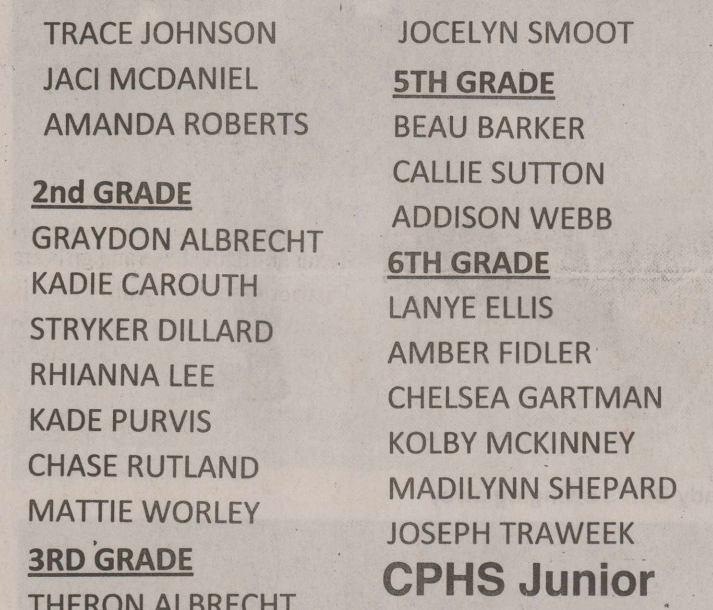 TRACE JOHNSON
JACI MCDANIEL
AMANDA ROBERTS
2nd GRADE
GRAYDON ALBRECHT
KADIE CAROUTH
STRYKER DILLARD
RHIANNA LEE
KADE PURVIS
CHASE RUTLAND
MATTIE WORLEY
3RD GRADE
THERON ALBRECHT
JOCELYN SMOOT
5TH GRADE
BEAU BARKER
CALLIE SUTTON
ADDISON WEBB
6TH GRADE
LANYE ELLIS
AMBER FIDLER
CHELSEA GARTMAN
KOLBY MCKINNEY
MADILYNN SHEPARD
JOSEPH TRAWEEK
CPHS Junior